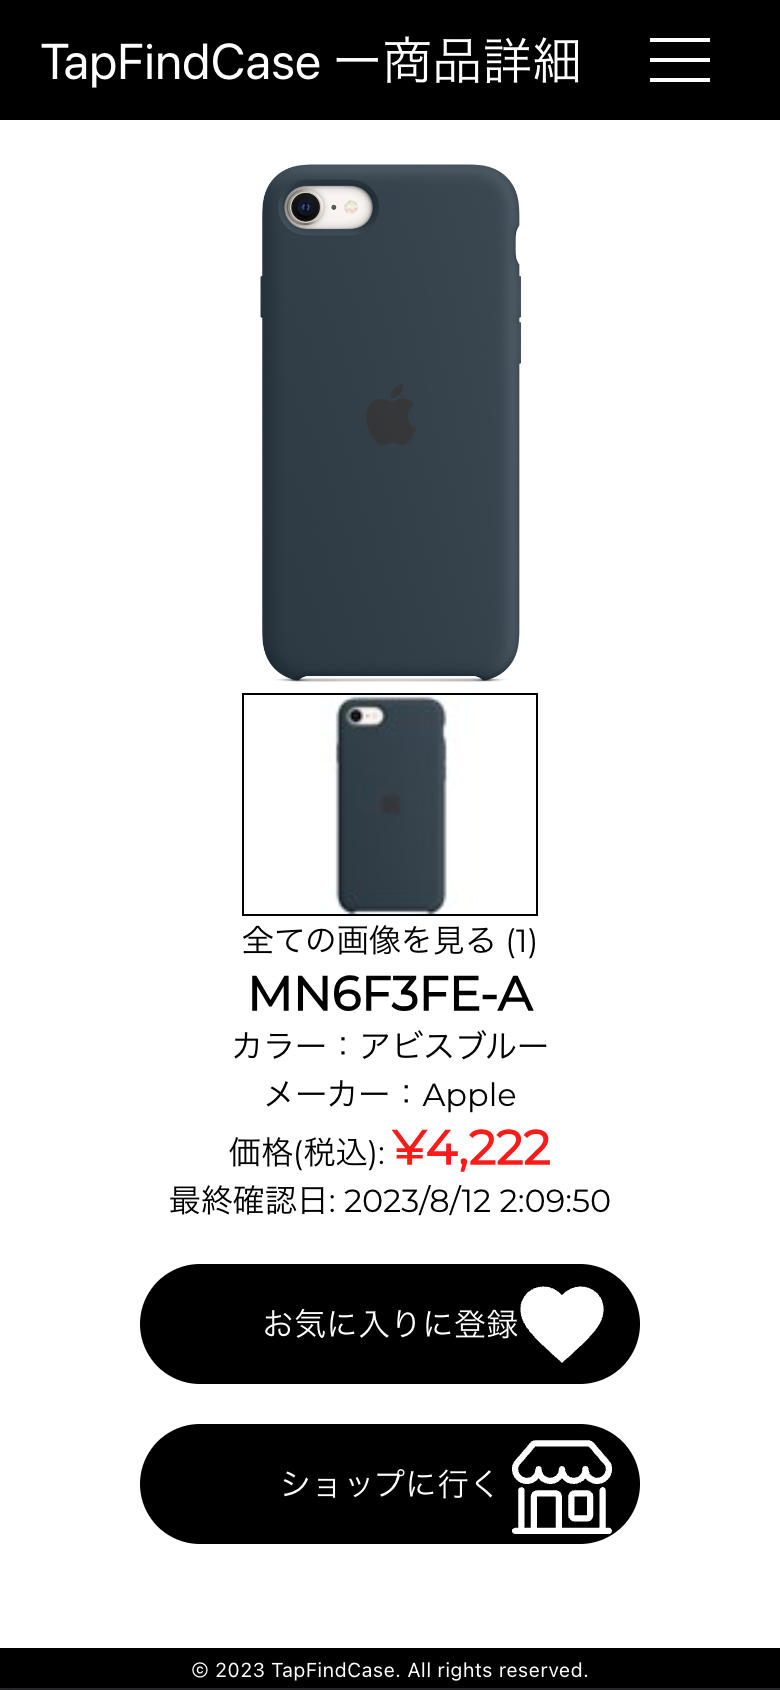 TapFindCase ー商品詳細
全ての画像を見る (1)
MN6F3FE-A
カラー：アビスブルー
メーカー：Apple
価格(税込): ¥4,222
最終確認日: 2023/8/12 2:09:50
お気に入りに登録
ショップに行く
© 2023 TapFindCase. All rights reserved.